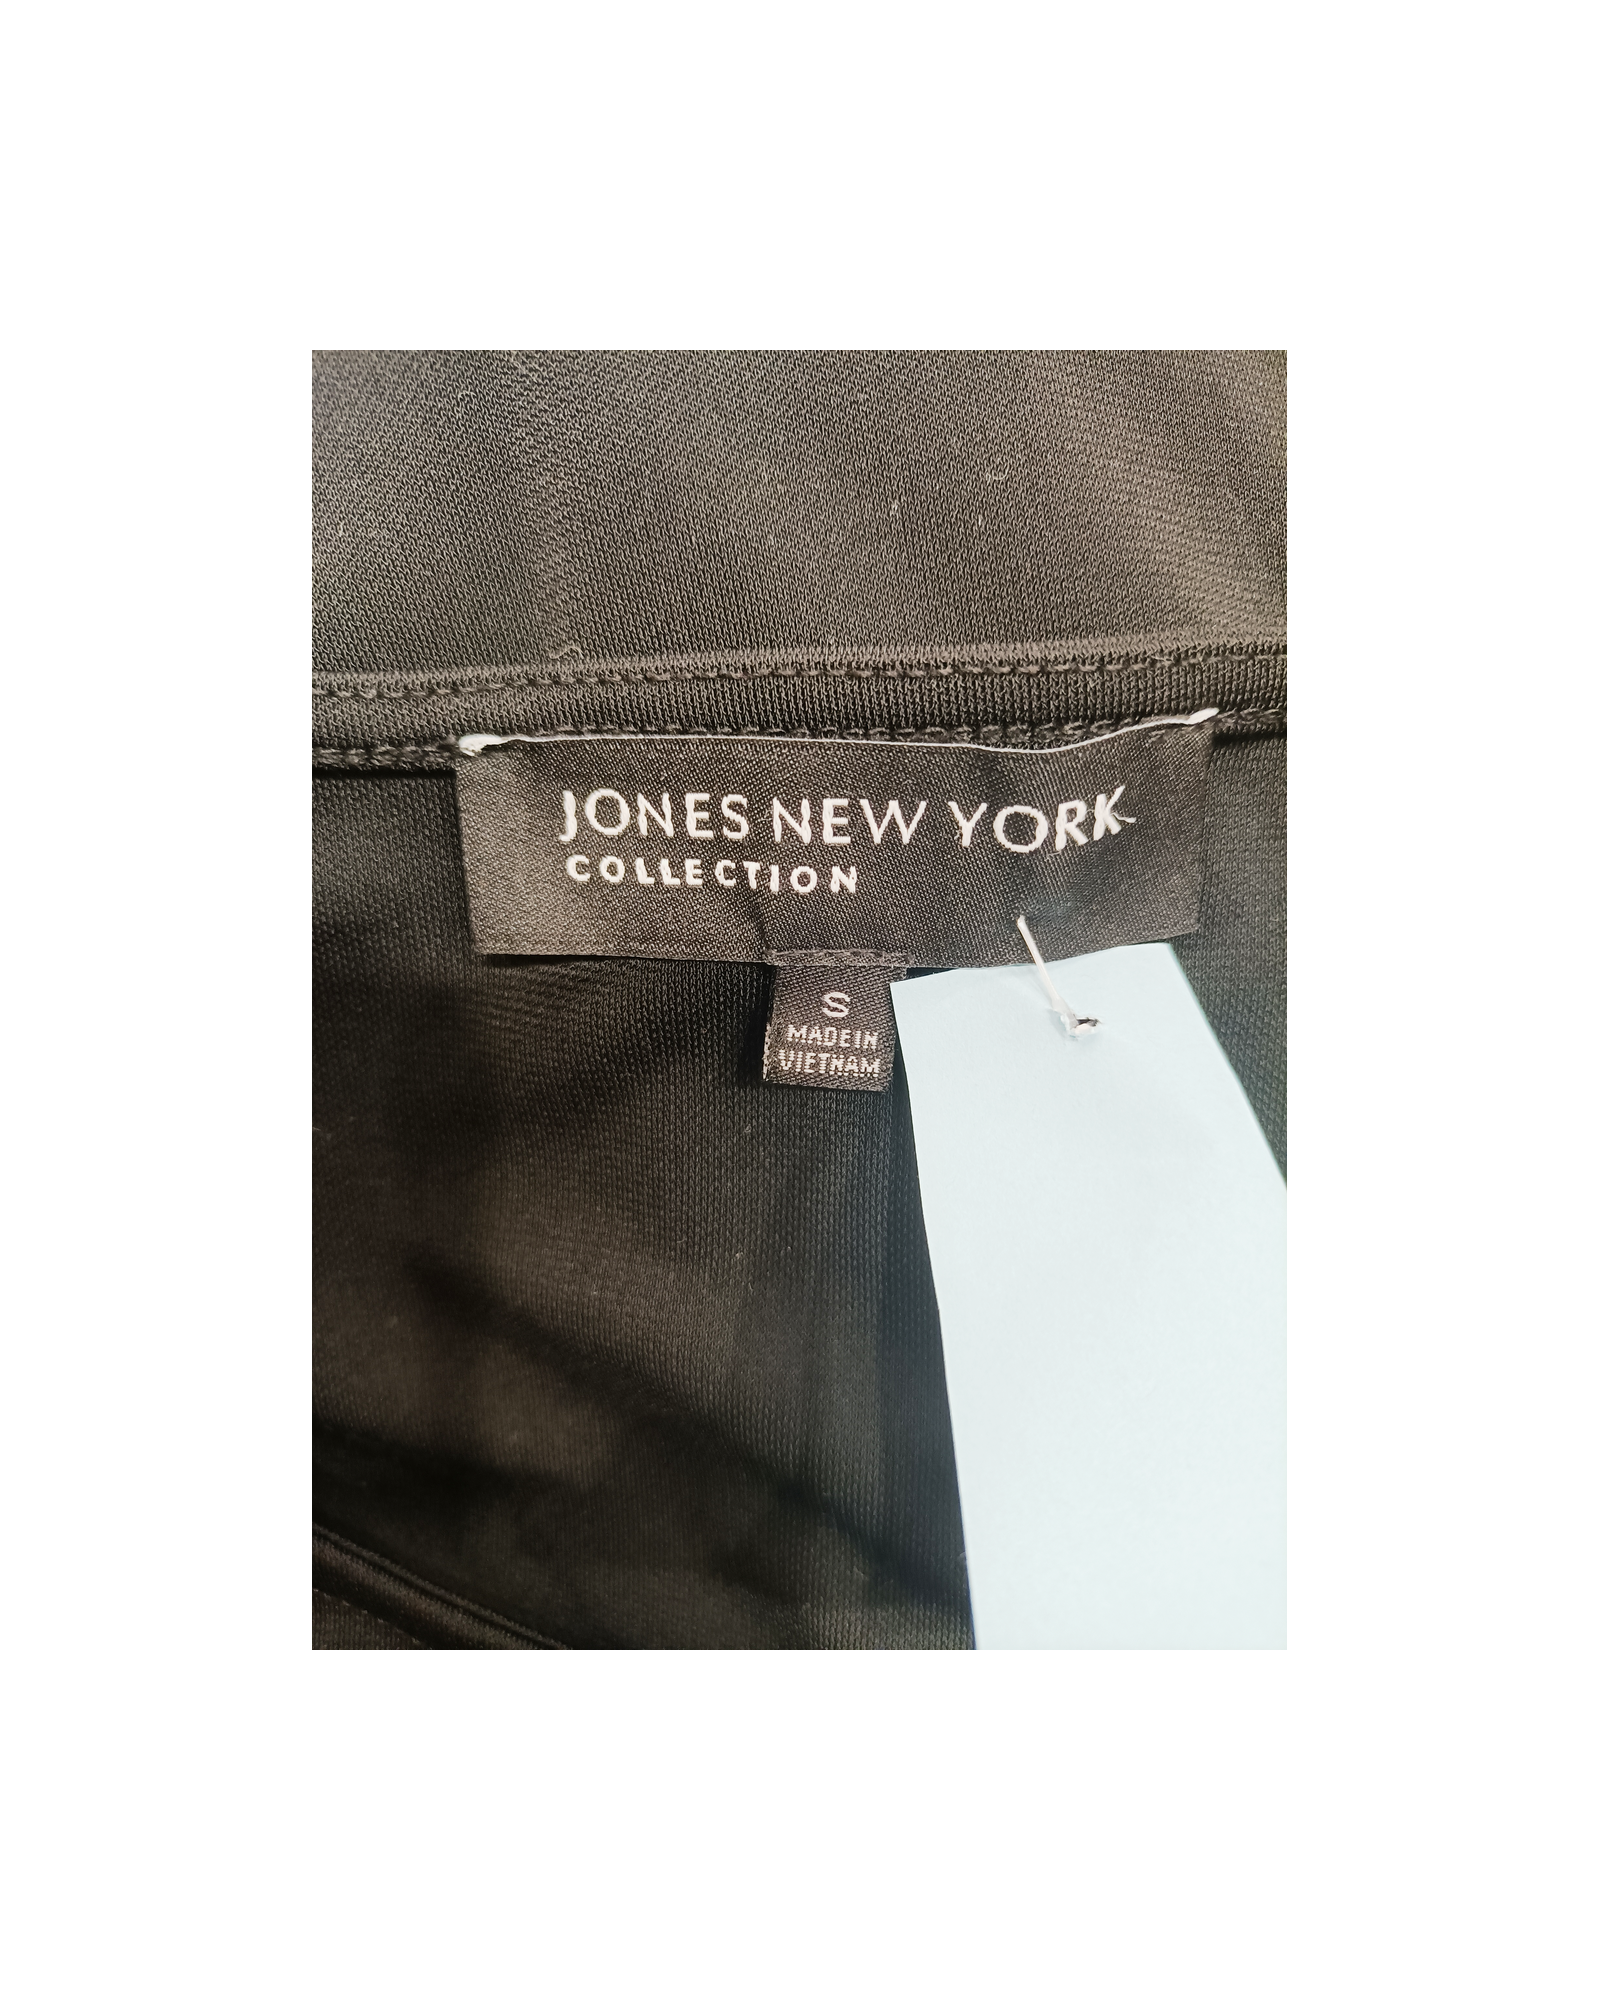 JONES NEW YORK
COLLECTION
S
MADE IN
VIETNAM